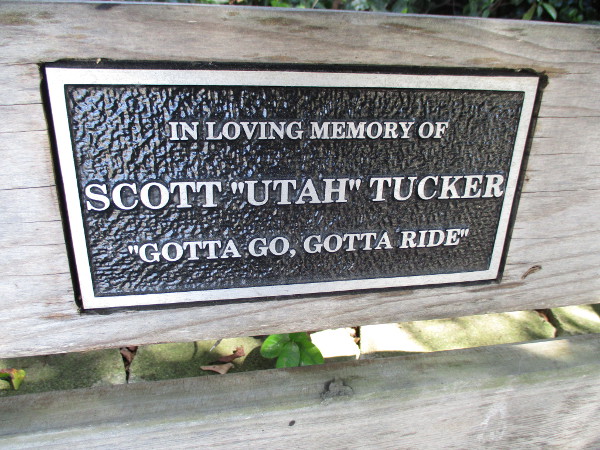 IN LOVING MEMORY OF
SCOTT "UTAH" TUCKER
"GOTTA GO, GOTTA RIDE"